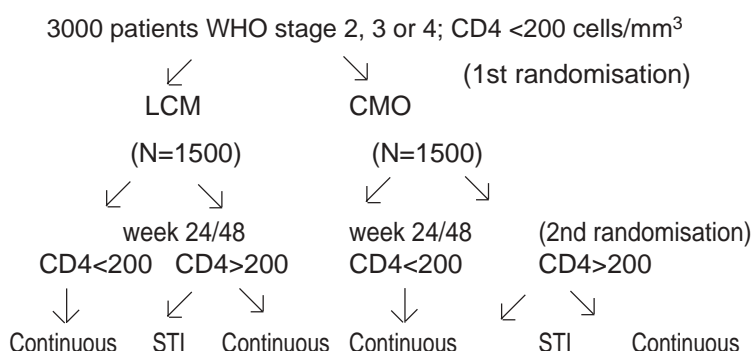 3000 patients WHO stage 2, 3 or 4; CD4 <200 cells/mm³
(1st randomisation)
LCM CMO
(N=1500) (N=1500)
week 24/48 week 24/48 (2nd randomisation)
CD4<200 CD4>200 CD4<200 CD4>200
Continuous STI Continuous Continuous STI Continuous